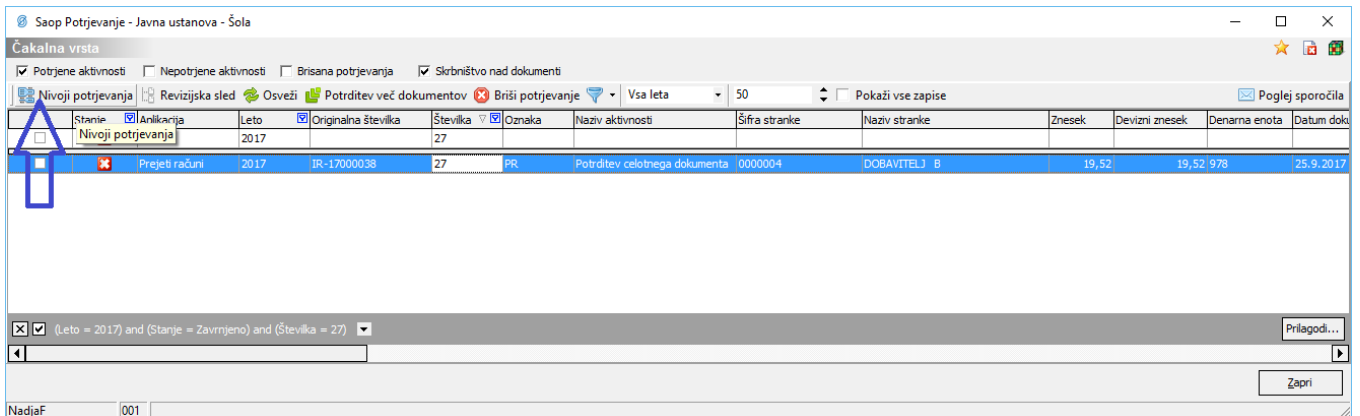 Saop Potrjevanje - Javna ustanova - Šola
Čakalna vrsta
Potrjene aktivnosti Nepotrjene aktivnosti Brisana potrjevanja Skrbništvo nad dokumenti
Nivoji potrjevanja Revizijska sled Osveži Potrditev več dokumentov Briši potrjevanje Vsa leta 50 Pokaži vse zapise Poglej sporočila
Stanje Aplikacija Leto Originalna številka Številka Oznaka Naziv aktivnosti Šifra stranke Naziv stranke Znesek Devizni znesek Denarna enota Datum doku
Nivoji potrjevanja 2017 27
Prejeti računi 2017 IR-17000038 27 PR Potrditev celotnega dokumenta 0000004 DOBAVITELJ B 19,52 19,52 978 25.9.2017
(Leto = 2017) and (Stanje = Zavrnjeno) and (Številka = 27) Prilagodi...
Zapri
NadjaF 001